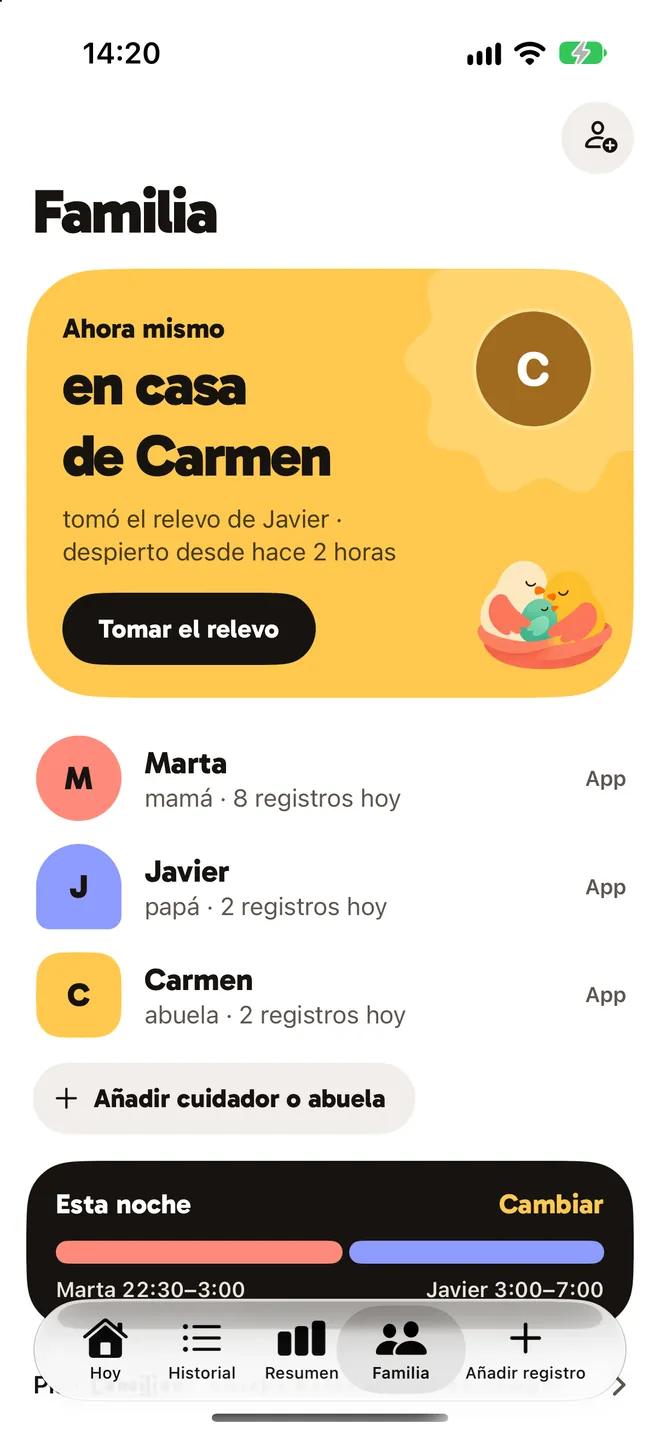 14:20
Familia
Ahora mismo
C
en casa
de Carmen
tomó el relevo de Javier ·
despierto desde hace 2 horas
Tomar el relevo
M
Marta
mamá · 8 registros hoy
App
J
Javier
papá · 2 registros hoy
App
C
Carmen
abuela · 2 registros hoy
App
Añadir cuidador o abuela
Esta noche
Cambiar
Marta 22:30–3:00
Javier 3:00–7:00
Hoy
Historial
Resumen
Familia
Añadir registro